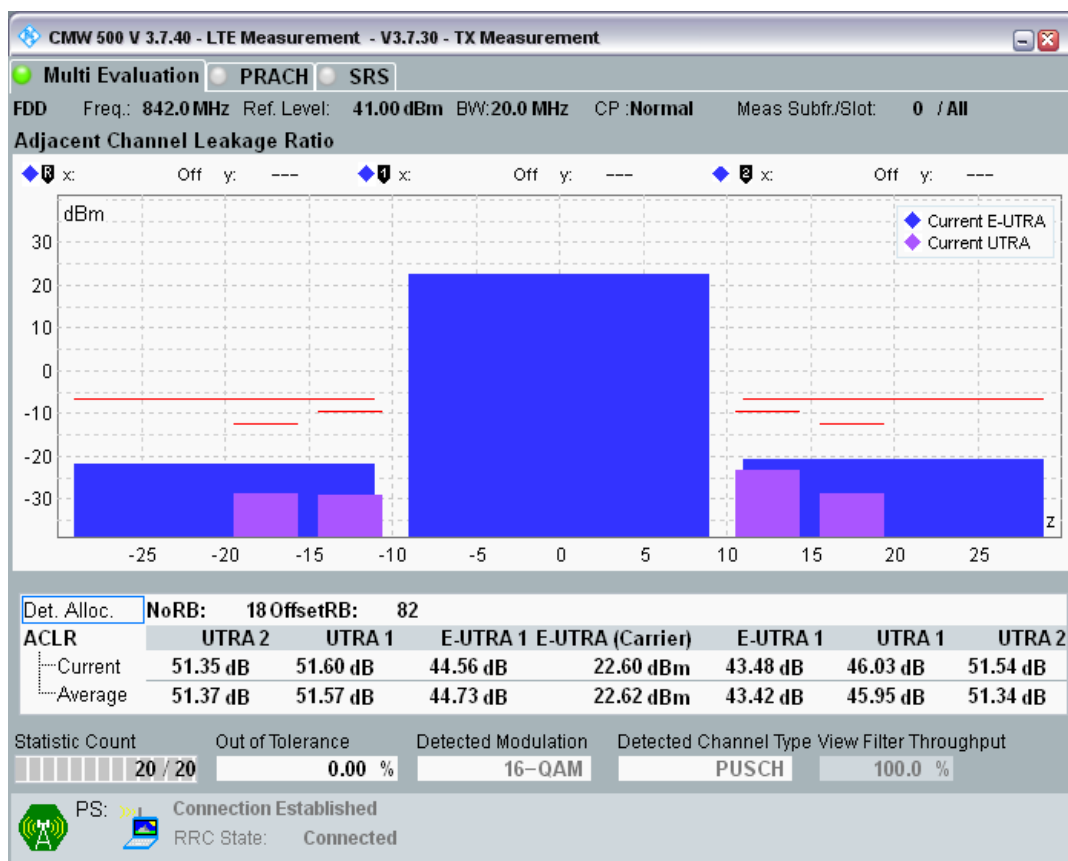 CMW 500 V 3.7.40 - LTE Measurement - V3.7.30 - TX Measurement
Multi Evaluation PRACH SRS
FDD Freq.: 842.0 MHz Ref. Level: 41.00 dBm BW:20.0 MHz CP :Normal Meas Subfr./Slot: 0 / All
Adjacent Channel Leakage Ratio
R x: Off y: --- 1 x: Off y: --- 2 x: Off y: ---
dBm
Current E-UTRA
Current UTRA
30
20
10
0
-10
-20
-30
z
-25 -20 -15 -10 -5 0 5 10 15 20 25
Det. Alloc. NoRB: 18 OffsetRB: 82
ACLR UTRA 2 UTRA 1 E-UTRA 1 E-UTRA (Carrier) E-UTRA 1 UTRA 1 UTRA 2
Current 51.35 dB 51.60 dB 44.56 dB 22.60 dBm 43.48 dB 46.03 dB 51.54 dB
Average 51.37 dB 51.57 dB 44.73 dB 22.62 dBm 43.42 dB 45.95 dB 51.34 dB
Statistic Count Out of Tolerance Detected Modulation Detected Channel Type View Filter Throughput
20 / 20 0.00 % 16-QAM PUSCH 100.0 %
PS: Connection Established
RRC State: Connected